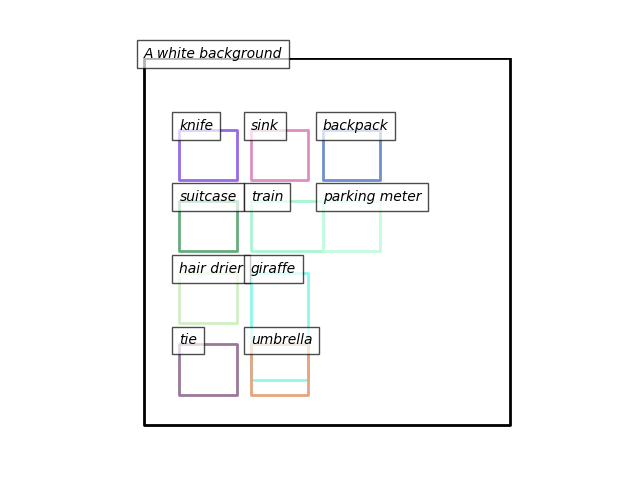 A white background
knife
sink
backpack
suitcase
train
parking meter
hair drier
giraffe
tie
umbrella